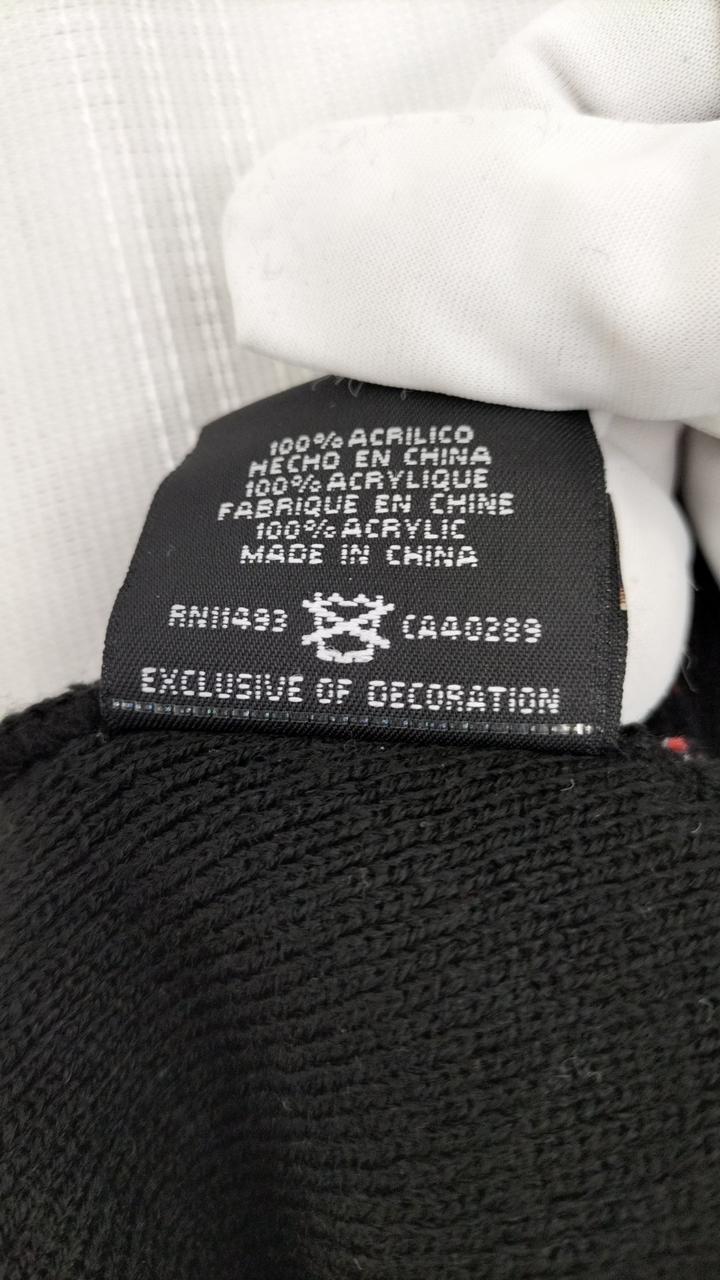 100% ACRILICO
HECHO EN CHINA
100% ACRYLIQUE
FABRIQUE EN CHINE
100% ACRYLIC
MADE IN CHINA
RN11493 CA40289
EXCLUSIVE OF DECORATION